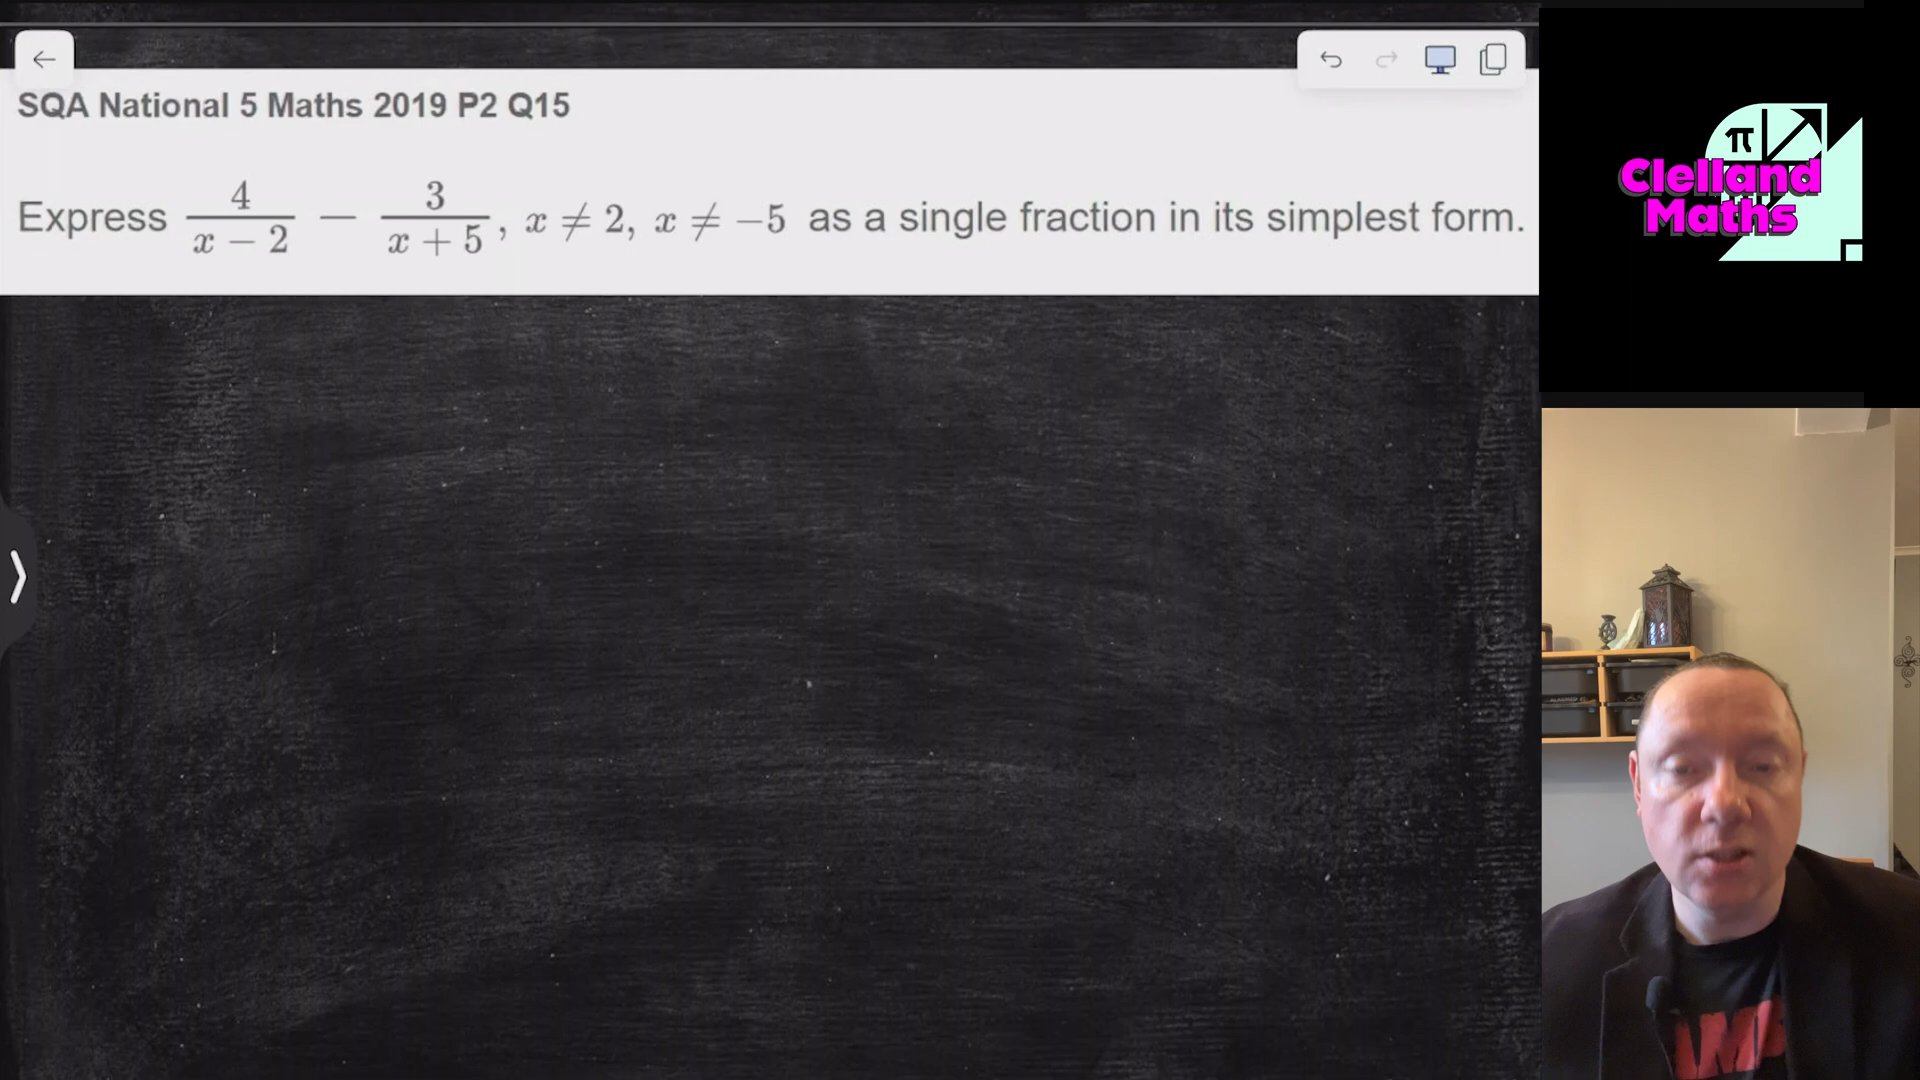 SQA National 5 Maths 2019 P2 Q15
Express 4/(x − 2) − 3/(x + 5), x ≠ 2, x ≠ −5 as a single fraction in its simplest form.
π
Clelland
Maths